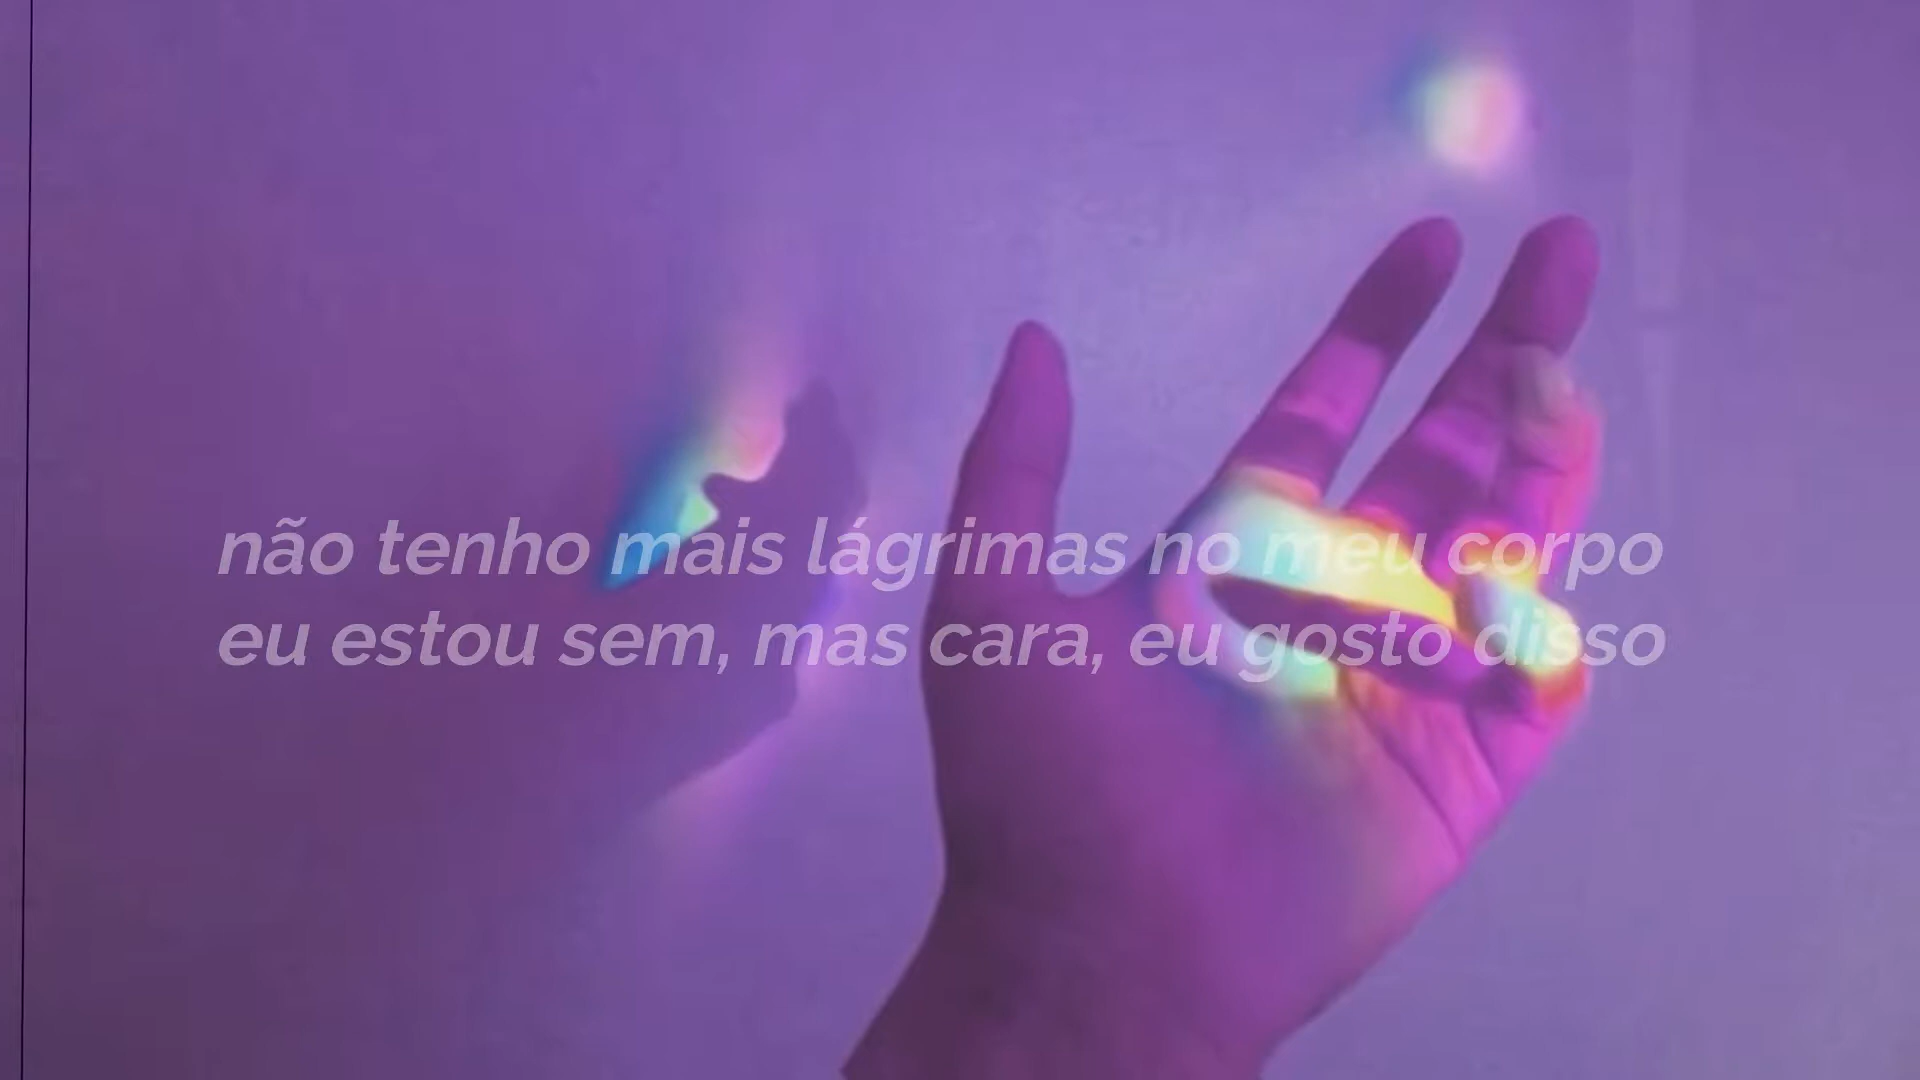 não tenho mais lágrimas no meu corpo
eu estou sem, mas cara, eu gosto disso